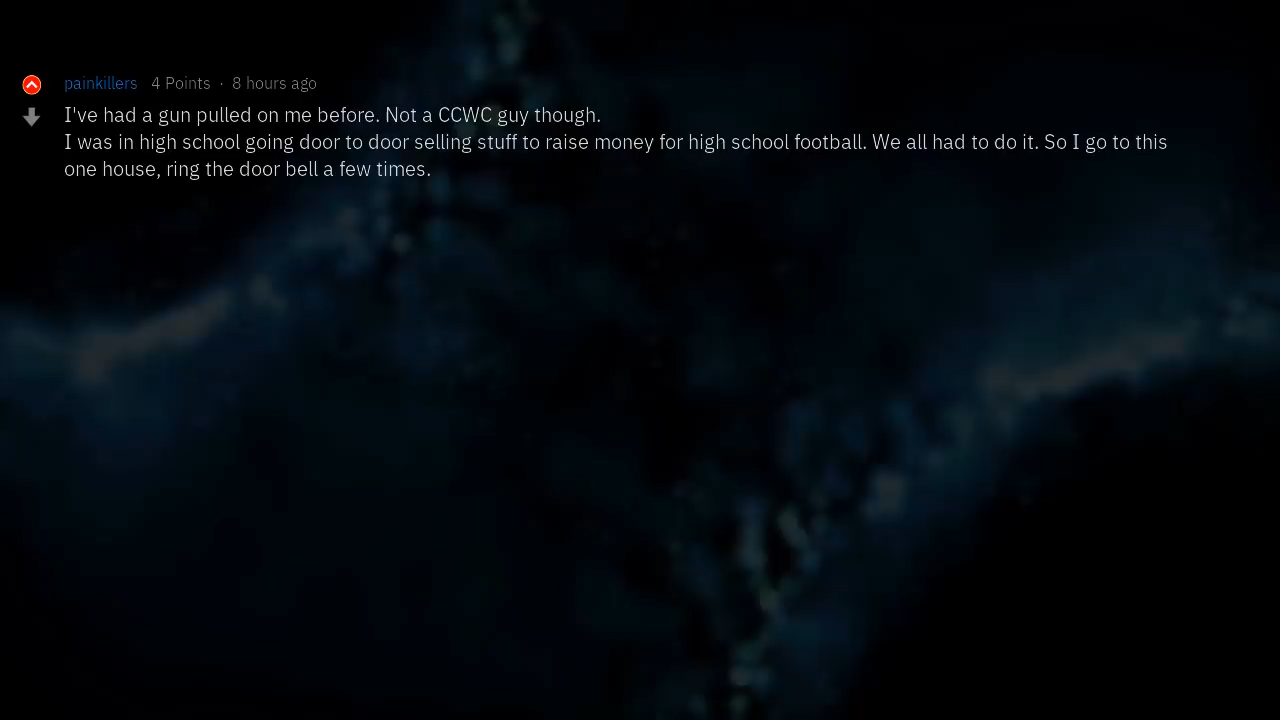 painkillers 4 Points · 8 hours ago
I've had a gun pulled on me before. Not a CCWC guy though.
I was in high school going door to door selling stuff to raise money for high school football. We all had to do it. So I go to this
one house, ring the door bell a few times.